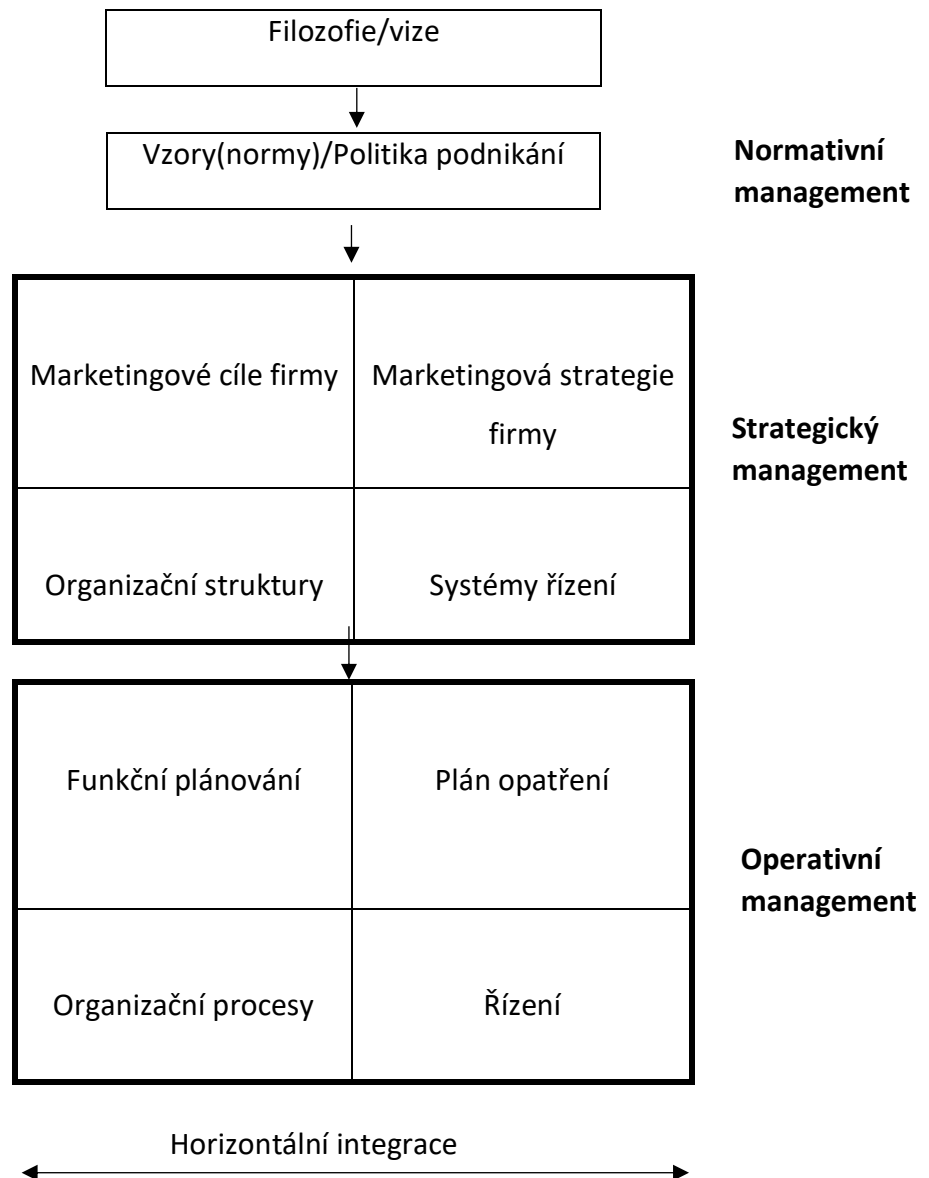 Filozofie/vize
Vzory(normy)/Politika podnikání
Normativní
management
Marketingové cíle firmy
Marketingová strategie
firmy
Strategický
management
Organizační struktury
Systémy řízení
Funkční plánování
Plán opatření
Operativní
management
Organizační procesy
Řízení
Horizontální integrace